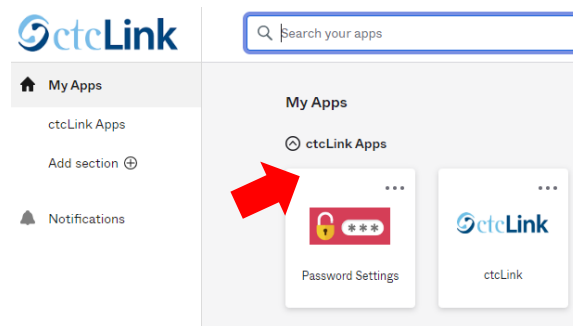 ctcLink
Search your apps
My Apps
ctcLink Apps
Add section
Notifications
My Apps
ctcLink Apps
***
Password Settings
ctcLink
ctcLink